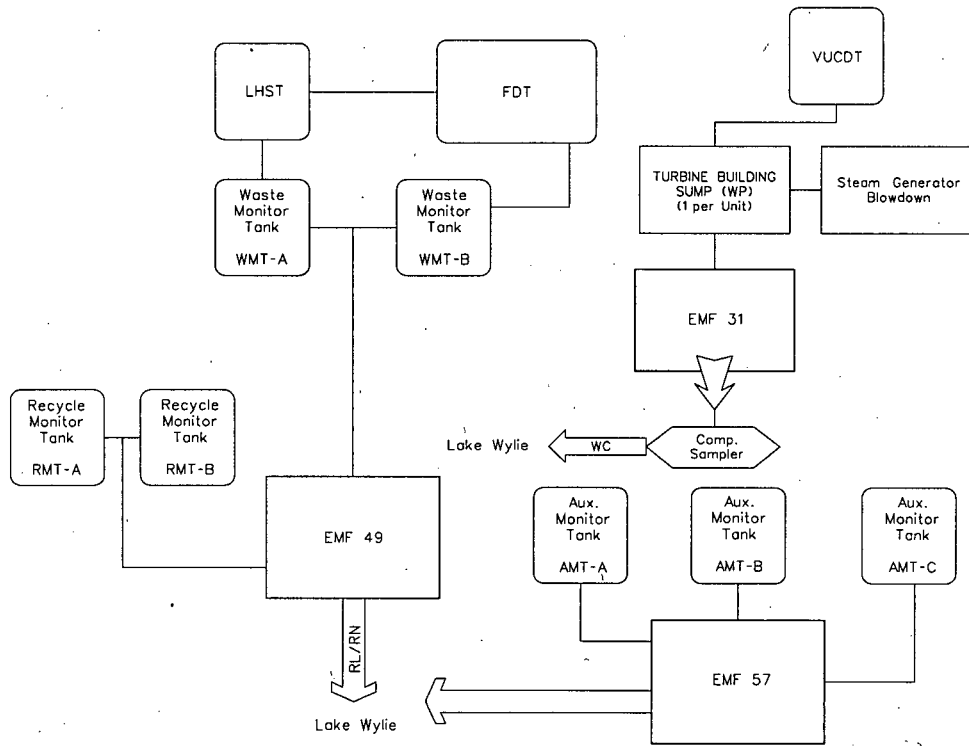 VUCDT
LHST
FDT
TURBINE BUILDING
SUMP (WP)
(1 per Unit)
Steam Generator
Blowdown
Waste
Monitor
Tank
WMT-A
Waste
Monitor
Tank
WMT-B
EMF 31
Recycle
Monitor
Tank
RMT-A
Recycle
Monitor
Tank
RMT-B
Lake Wylie
WC
Comp.
Sampler
EMF 49
Aux.
Monitor
Tank
AMT-A
Aux.
Monitor
Tank
AMT-B
Aux.
Monitor
Tank
AMT-C
RL/RN
EMF 57
Lake Wylie